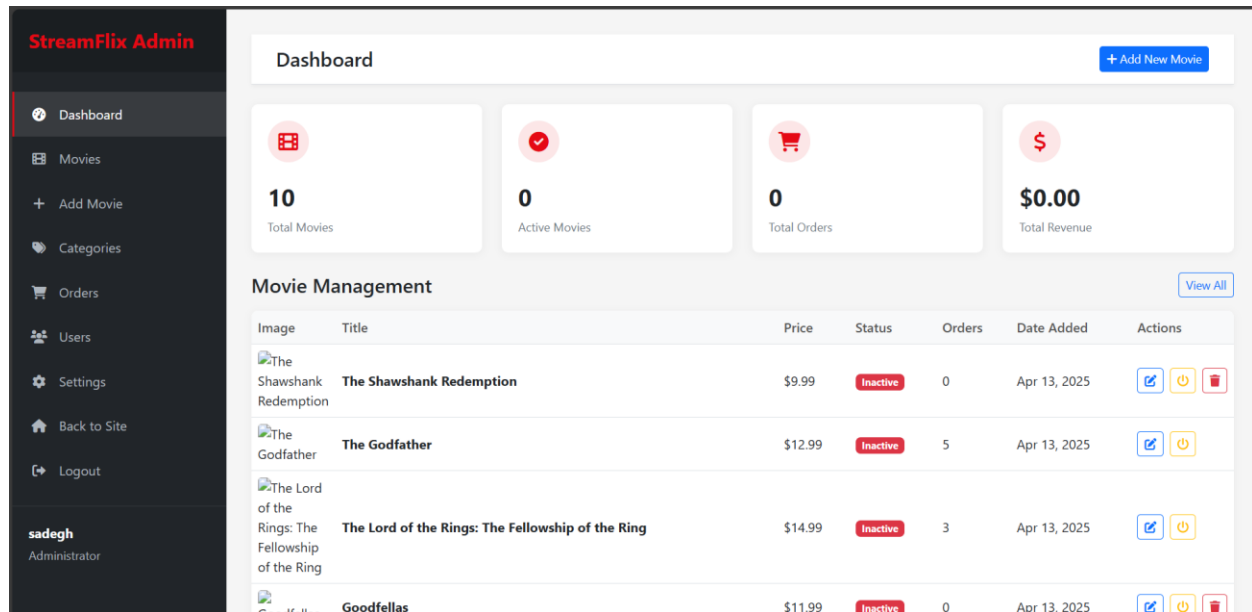 StreamFlix Admin
Dashboard
Movies
Add Movie
Categories
Orders
Users
Settings
Back to Site
Logout
sadegh
Administrator
Dashboard
+ Add New Movie
10
Total Movies
0
Active Movies
0
Total Orders
$0.00
Total Revenue
Movie Management
View All
Image Title Price Status Orders Date Added Actions
The
Shawshank
Redemption
The Shawshank Redemption $9.99 Inactive 0 Apr 13, 2025
The
Godfather
The Godfather $12.99 Inactive 5 Apr 13, 2025
The Lord
of the
Rings: The
Fellowship
of the Ring
The Lord of the Rings: The Fellowship of the Ring $14.99 Inactive 3 Apr 13, 2025
Goodfellas $11.99 Inactive 0 Apr 13, 2025